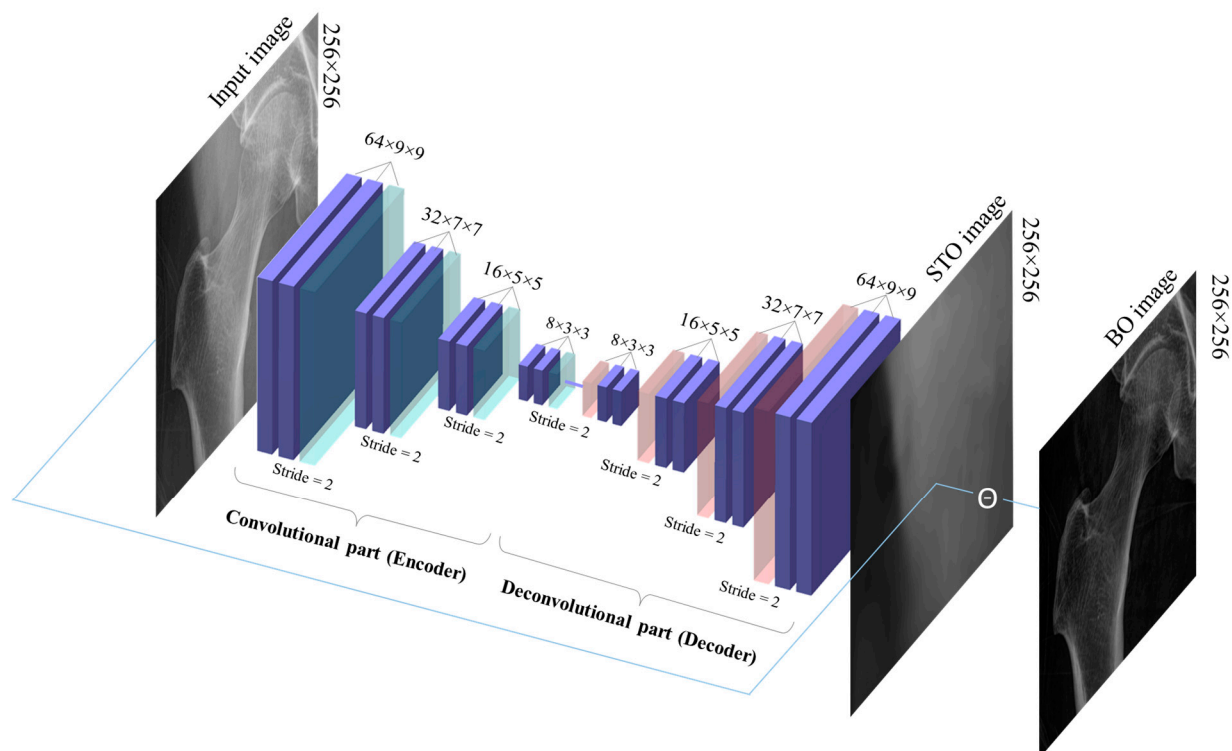 Input image
256×256
64×9×9
32×7×7
16×5×5
8×3×3
8×3×3
16×5×5
32×7×7
64×9×9
STO image
256×256
BO image
256×256
Stride = 2
Stride = 2
Stride = 2
Stride = 2
Stride = 2
Stride = 2
Stride = 2
Convolutional part (Encoder)
Deconvolutional part (Decoder)
Θ